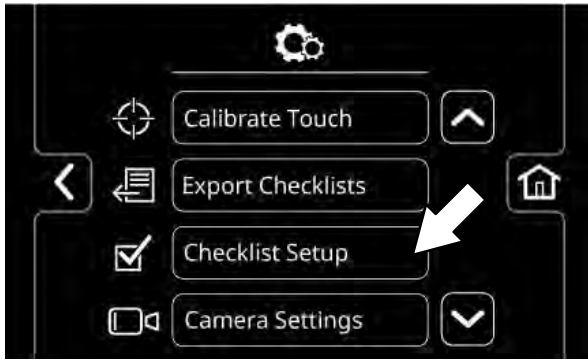 Calibrate Touch
Export Checklists
Checklist Setup
Camera Settings